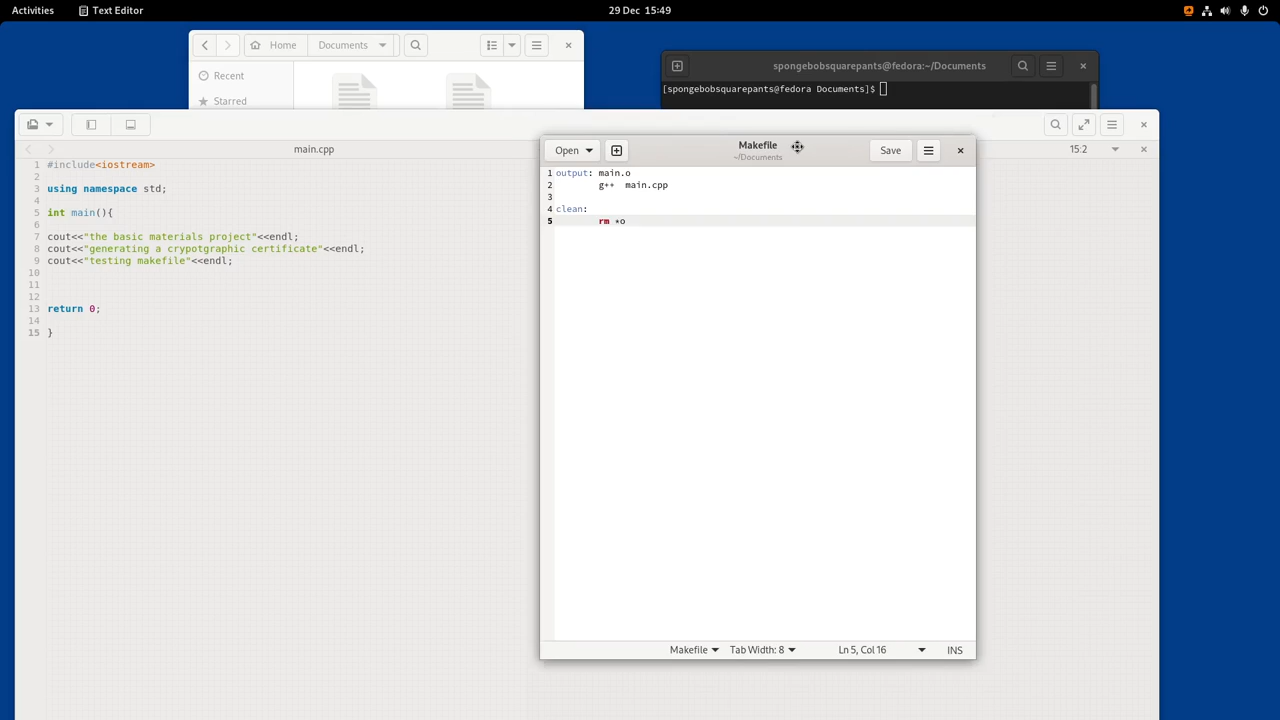 Activities
Text Editor
29 Dec 15:49
Home
Documents
Recent
Starred
spongebobsquarepants@fedora:~/Documents
[spongebobsquarepants@fedora Documents]$
main.cpp
15:2
1 #include<iostream>
2
3 using namespace std;
4
5 int main(){
6
7 cout<<"the basic materials project"<<endl;
8 cout<<"generating a crypotgraphic certificate"<<endl;
9 cout<<"testing makefile"<<endl;
10
11
12
13 return 0;
14
15 }
Open
Makefile
~/Documents
Save
1 output: main.o
2 g++  main.cpp
3
4 clean:
5 rm *o
Makefile
Tab Width: 8
Ln 5, Col 16
INS